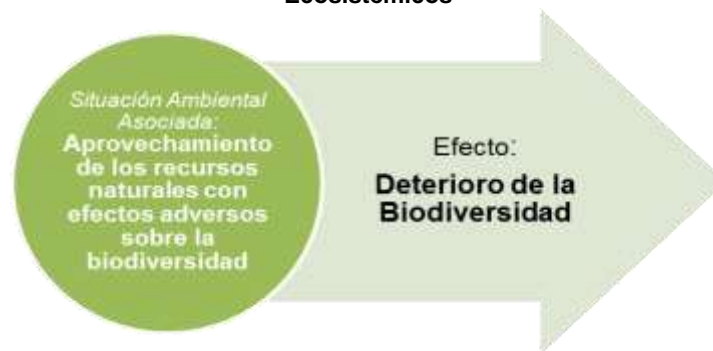 Ecosistémicos
Situación Ambiental
Asociada:
Aprovechamiento
de los recursos
naturales con
efectos adversos
sobre la
biodiversidad
Efecto:
Deterioro de la
Biodiversidad